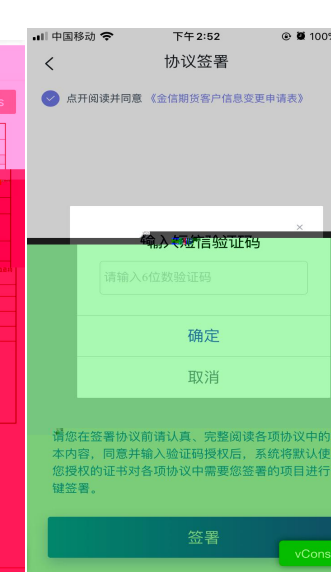 中国移动
下午2:52
100%
协议签署
点开阅读并同意 《金信期货客户信息变更申请表》
×
输入短信验证码
请输入6位数验证码
确定
取消
请您在签署协议前请认真、完整阅读各项协议中的
本内容，同意并输入验证码授权后，系统将默认使
您授权的证书对各项协议中需要您签署的项目进行
键签署。
签署
vCons